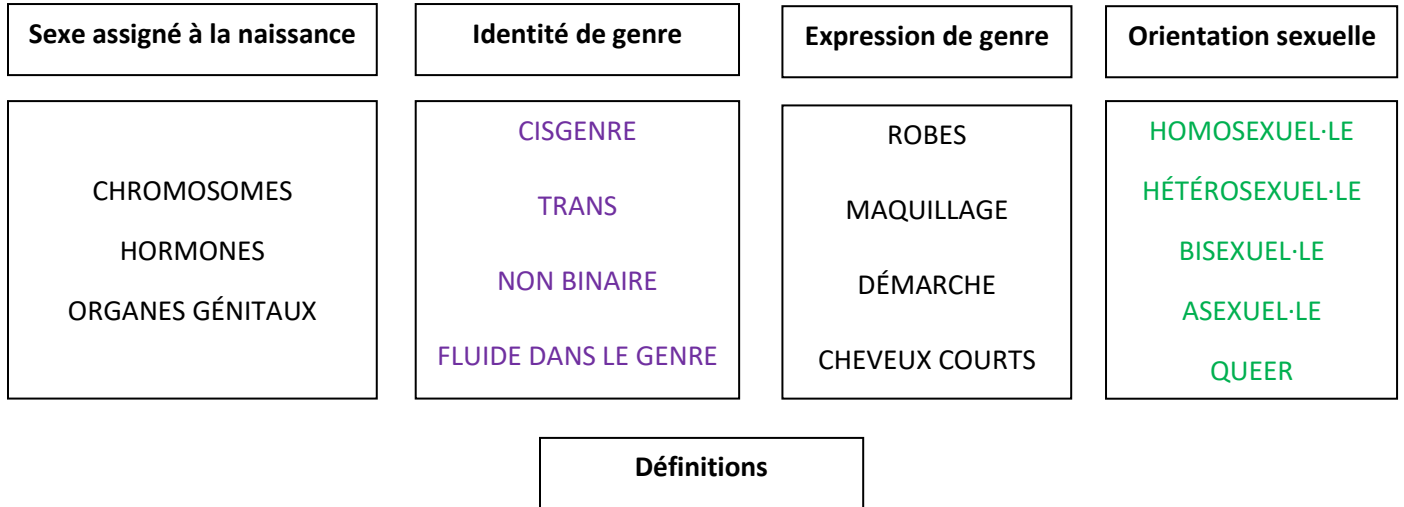 Sexe assigné à la naissance
Identité de genre
Expression de genre
Orientation sexuelle
CHROMOSOMES
HORMONES
ORGANES GÉNITAUX
CISGENRE
TRANS
NON BINAIRE
FLUIDE DANS LE GENRE
ROBES
MAQUILLAGE
DÉMARCHE
CHEVEUX COURTS
HOMOSEXUEL·LE
HÉTÉROSEXUEL·LE
BISEXUEL·LE
ASEXUEL·LE
QUEER
Définitions